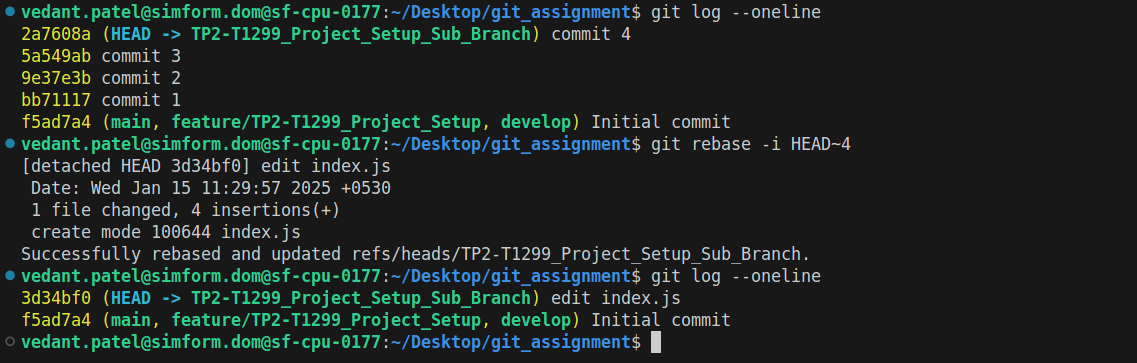 vedant.patel@simform.dom@sf-cpu-0177:~/Desktop/git_assignment$ git log --oneline
2a7608a (HEAD -> TP2-T1299_Project_Setup_Sub_Branch) commit 4
5a549ab commit 3
9e37e3b commit 2
bb71117 commit 1
f5ad7a4 (main, feature/TP2-T1299_Project_Setup, develop) Initial commit
vedant.patel@simform.dom@sf-cpu-0177:~/Desktop/git_assignment$ git rebase -i HEAD~4
[detached HEAD 3d34bf0] edit index.js
 Date: Wed Jan 15 11:29:57 2025 +0530
 1 file changed, 4 insertions(+)
 create mode 100644 index.js
Successfully rebased and updated refs/heads/TP2-T1299_Project_Setup_Sub_Branch.
vedant.patel@simform.dom@sf-cpu-0177:~/Desktop/git_assignment$ git log --oneline
3d34bf0 (HEAD -> TP2-T1299_Project_Setup_Sub_Branch) edit index.js
f5ad7a4 (main, feature/TP2-T1299_Project_Setup, develop) Initial commit
vedant.patel@simform.dom@sf-cpu-0177:~/Desktop/git_assignment$